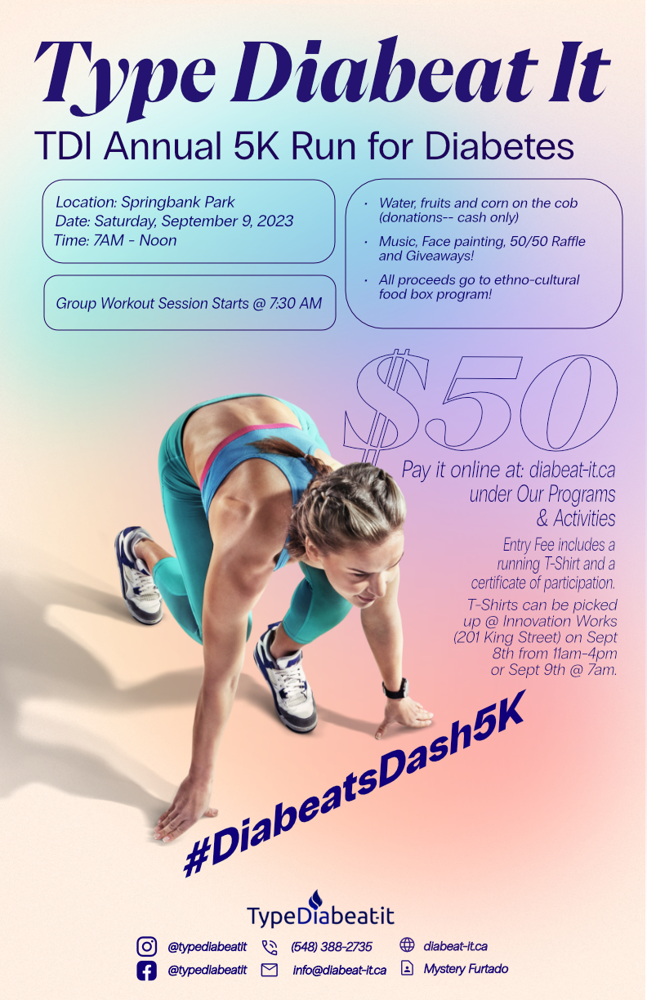 Type Diabeat It
TDI Annual 5K Run for Diabetes
Location: Springbank Park
Date: Saturday, September 9, 2023
Time: 7AM - Noon
Group Workout Session Starts @ 7:30 AM
· Water, fruits and corn on the cob
(donations-- cash only)
· Music, Face painting, 50/50 Raffle
and Giveaways!
· All proceeds go to ethno-cultural
food box program!
$50
Pay it online at: diabeat-it.ca
under Our Programs
& Activities
Entry Fee includes a
running T-Shirt and a
certificate of participation.
T-Shirts can be picked
up @ Innovation Works
(201 King Street) on Sept
8th from 11am-4pm
or Sept 9th @ 7am.
#DiabeatsDash5K
TypeDiabeat-it
@typediabeatit (548) 388-2735 diabeat-it.ca
@typediabeatit info@diabeat-it.ca Mystery Furtado